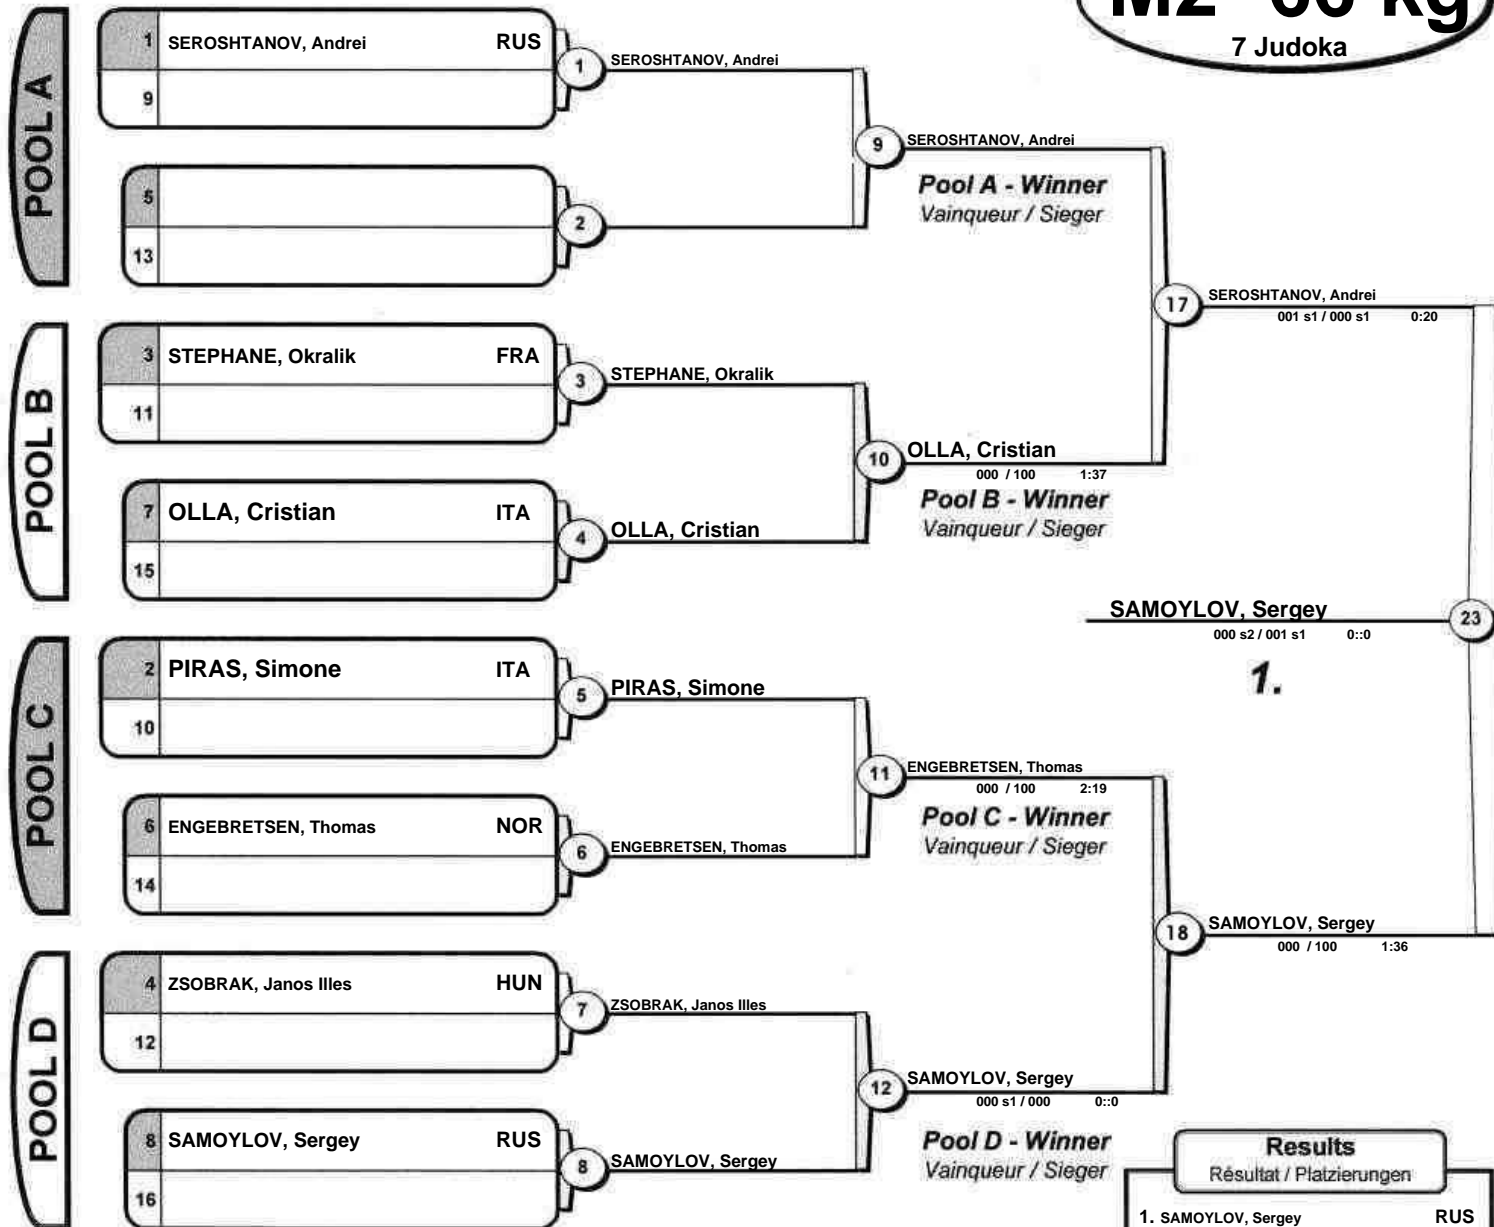 M2 -66 kg
7 Judoka
POOL A
1 SEROSHTANOV, Andrei RUS
9
1 SEROSHTANOV, Andrei
5
13
2
9 SEROSHTANOV, Andrei
Pool A - Winner
Vainqueur / Sieger
17 SEROSHTANOV, Andrei
001 s1 / 000 s1 0:20
POOL B
3 STEPHANE, Okralik FRA
11
3 STEPHANE, Okralik
7 OLLA, Cristian ITA
15
4 OLLA, Cristian
10 OLLA, Cristian
000 / 100 1:37
Pool B - Winner
Vainqueur / Sieger
SAMOYLOV, Sergey 23
000 s2 / 001 s1 0::0
1.
POOL C
2 PIRAS, Simone ITA
10
5 PIRAS, Simone
6 ENGEBRETSEN, Thomas NOR
14
6 ENGEBRETSEN, Thomas
11 ENGEBRETSEN, Thomas
000 / 100 2:19
Pool C - Winner
Vainqueur / Sieger
18 SAMOYLOV, Sergey
000 / 100 1:36
POOL D
4 ZSOBRAK, Janos Illes HUN
12
7 ZSOBRAK, Janos Illes
8 SAMOYLOV, Sergey RUS
16
8 SAMOYLOV, Sergey
12 SAMOYLOV, Sergey
000 s1 / 000 0::0
Pool D - Winner
Vainqueur / Sieger
Results
Résultat / Platzierungen
1. SAMOYLOV, Sergey RUS